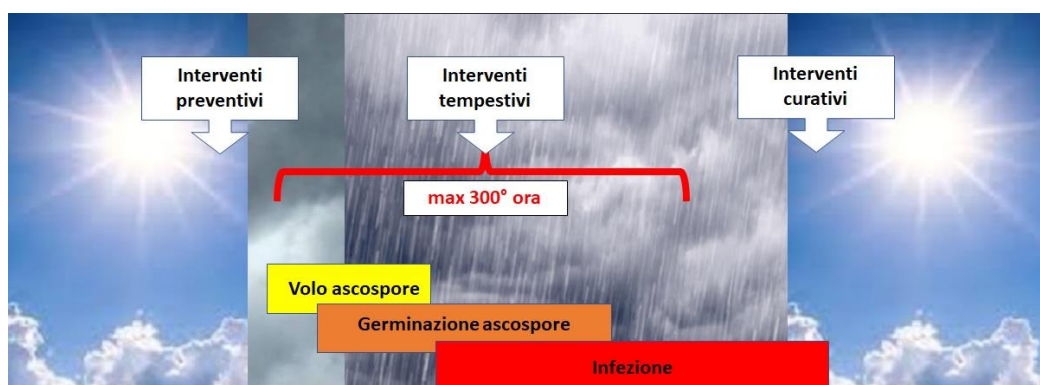 Interventi
preventivi
Interventi
tempestivi
Interventi
curativi
max 300° ora
Volo ascospore
Germinazione ascospore
Infezione